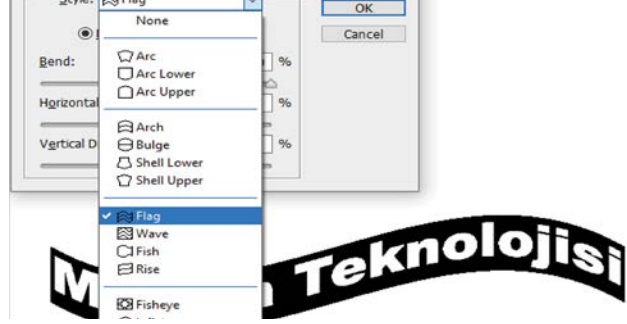 Style: Flag
OK
None
Cancel
Bend: %
Arc
Arc Lower
Arc Upper
Horizontal %
Arch
Bulge
Vertical D %
Shell Lower
Shell Upper
Flag
Wave
Fish
Rise
Teknolojisi
Fisheye